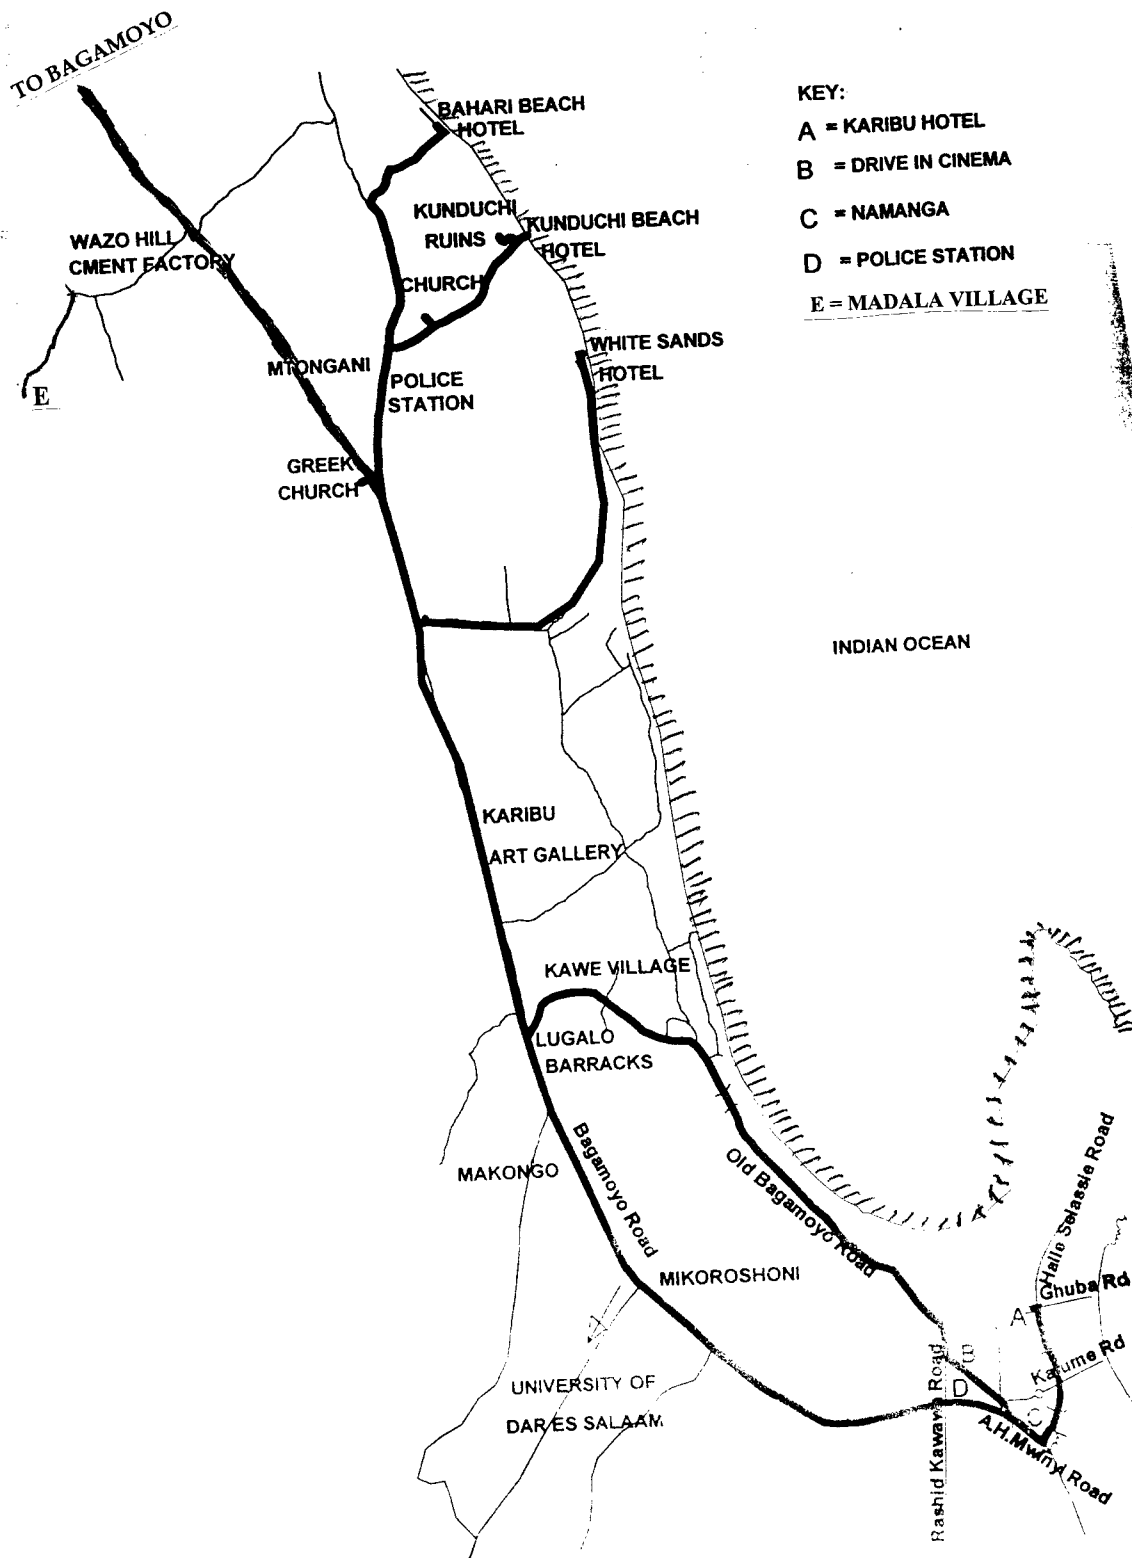 TO BAGAMOYO
KEY:
A = KARIBU HOTEL
B = DRIVE IN CINEMA
C = NAMANGA
D = POLICE STATION
E = MADALA VILLAGE
BAHARI BEACH
HOTEL
KUNDUCHI
RUINS
KUNDUCHI BEACH
HOTEL
WAZO HILL
CMENT FACTORY
CHURCH
WHITE SANDS
HOTEL
MTONGANI
POLICE
STATION
E
GREEK
CHURCH
INDIAN OCEAN
KARIBU
ART GALLERY
KAWE VILLAGE
LUGALO
BARRACKS
MAKONGO
Bagamoyo Road
Old Bagamoyo Road
MIKOROSHONI
Haile Selassie Road
Ghuba Rd
A
Karume Rd
B
D
C
UNIVERSITY OF
DAR ES SALAAM
Rashid Kawawa Road
A.H.Mwinyi Road